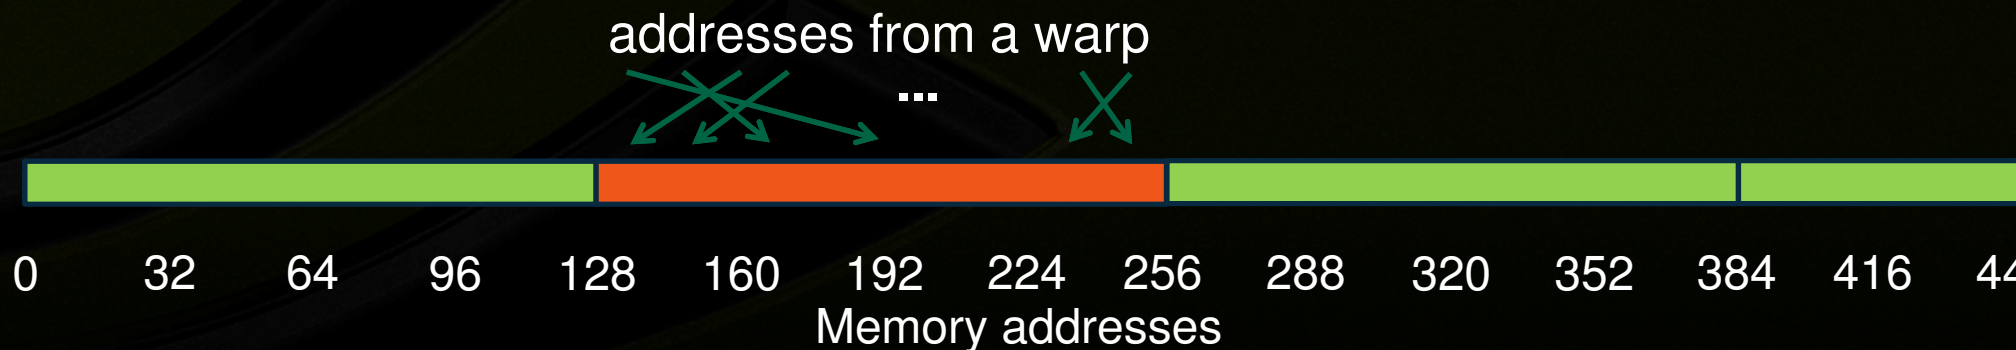 addresses from a warp
...
0 32 64 96 128 160 192 224 256 288 320 352 384 416
Memory addresses